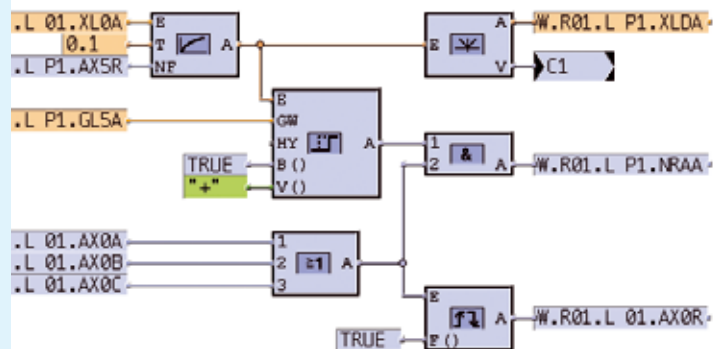 .L 01.XL0A E A A W.R01.L P1.XLDA
0.1 T E
.L P1.AX5R NF V C1
E
.L P1.GL5A GW
HY A 1 &
TRUE B () 2 A W.R01.L P1.NRAA
"+" V ()
.L 01.AX0A 1
.L 01.AX0B 2 ≥1 A
.L 01.AX0C 3
E
A W.R01.L 01.AX0R
TRUE F ()